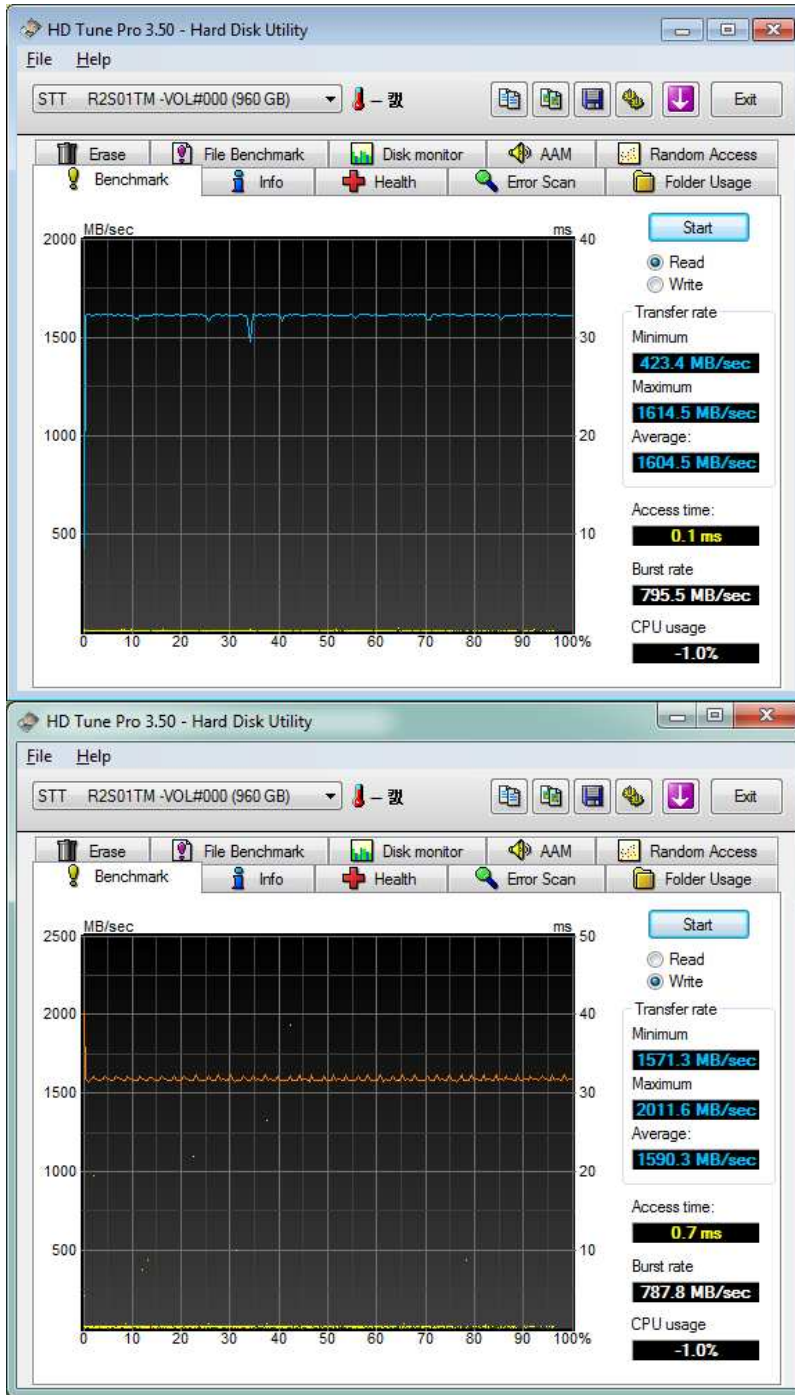 HD Tune Pro 3.50 - Hard Disk Utility
File Help
STT R2S01TM -VOL#000 (960 GB) – 캜 Exit
Erase File Benchmark Disk monitor AAM Random Access
Benchmark Info Health Error Scan Folder Usage
MB/sec ms
2000 40
1500 30
1000 20
500 10
0 10 20 30 40 50 60 70 80 90 100%
Start
Read
Write
Transfer rate
Minimum
423.4 MB/sec
Maximum
1614.5 MB/sec
Average:
1604.5 MB/sec
Access time:
0.1 ms
Burst rate
795.5 MB/sec
CPU usage
-1.0%
HD Tune Pro 3.50 - Hard Disk Utility
File Help
STT R2S01TM -VOL#000 (960 GB) – 캜 Exit
Erase File Benchmark Disk monitor AAM Random Access
Benchmark Info Health Error Scan Folder Usage
MB/sec ms
2500 50
2000 40
1500 30
1000 20
500 10
0 10 20 30 40 50 60 70 80 90 100%
Start
Read
Write
Transfer rate
Minimum
1571.3 MB/sec
Maximum
2011.6 MB/sec
Average:
1590.3 MB/sec
Access time:
0.7 ms
Burst rate
787.8 MB/sec
CPU usage
-1.0%